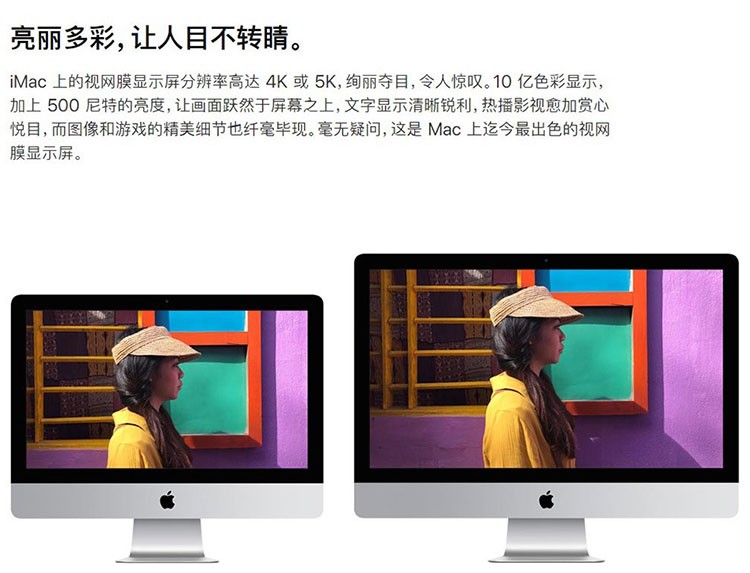 亮丽多彩，让人目不转睛。
iMac 上的视网膜显示屏分辨率高达 4K 或 5K，绚丽夺目，令人惊叹。10 亿色彩显示，
加上 500 尼特的亮度，让画面跃然于屏幕之上，文字显示清晰锐利，热播影视愈加赏心
悦目，而图像和游戏的精美细节也纤毫毕现。毫无疑问，这是 Mac 上迄今最出色的视网
膜显示屏。